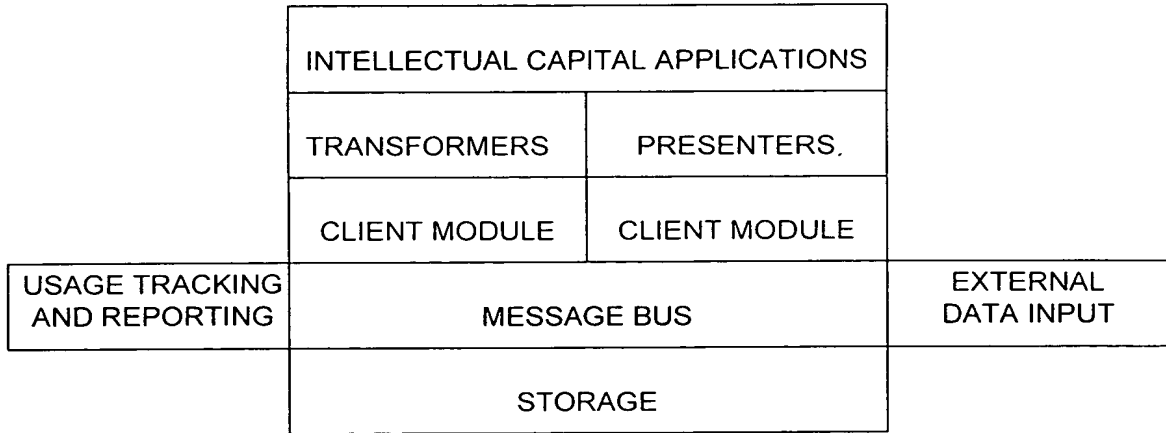 INTELLECTUAL CAPITAL APPLICATIONS
TRANSFORMERS
PRESENTERS.
CLIENT MODULE
CLIENT MODULE
USAGE TRACKING
AND REPORTING
MESSAGE BUS
EXTERNAL
DATA INPUT
STORAGE